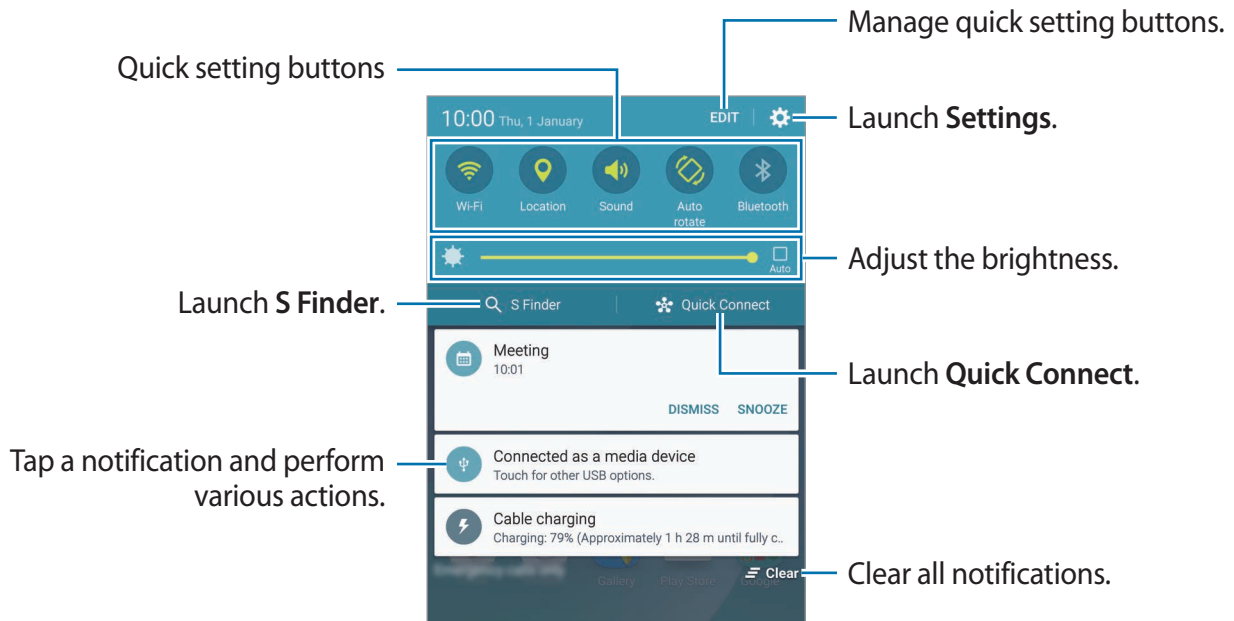 Manage quick setting buttons.
Quick setting buttons
10:00 Thu, 1 January
EDIT
Launch Settings.
Wi-Fi
Location
Sound
Auto
rotate
Bluetooth
Auto
Adjust the brightness.
Launch S Finder.
S Finder
Quick Connect
Meeting
10:01
Launch Quick Connect.
DISMISS SNOOZE
Tap a notification and perform
various actions.
Connected as a media device
Touch for other USB options.
Cable charging
Charging: 79% (Approximately 1 h 28 m until fully c..
Gallery
Play Store
Google
Clear
Clear all notifications.